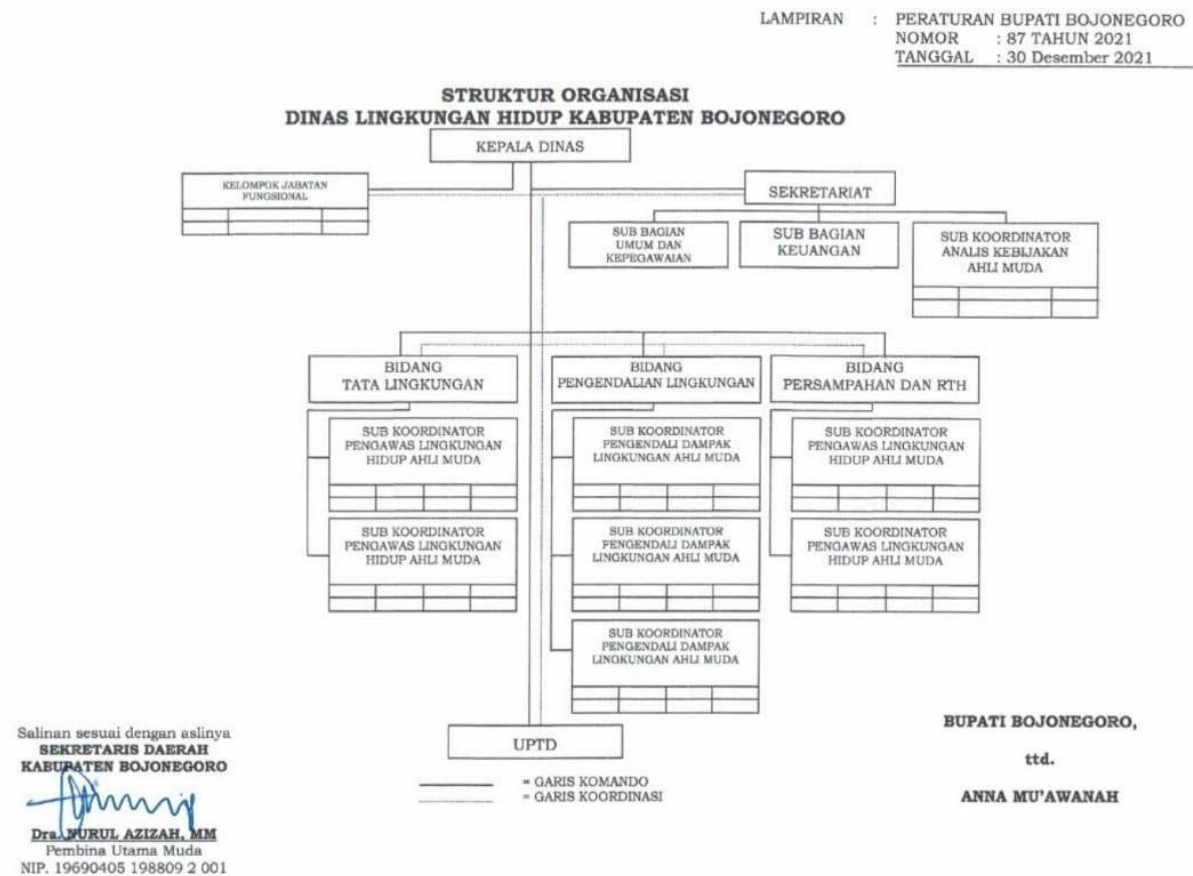 LAMPIRAN : PERATURAN BUPATI BOJONEGORO
NOMOR : 87 TAHUN 2021
TANGGAL : 30 Desember 2021
STRUKTUR ORGANISASI
DINAS LINGKUNGAN HIDUP KABUPATEN BOJONEGORO
KEPALA DINAS
KELOMPOK JABATAN
FUNGSIONAL
SEKRETARIAT
SUB BAGIAN
UMUM DAN
KEPEGAWAIAN
SUB BAGIAN
KEUANGAN
SUB KOORDINATOR
ANALIS KEBIJAKAN
AHLI MUDA
BIDANG
TATA LINGKUNGAN
BIDANG
PENGENDALIAN LINGKUNGAN
BIDANG
PERSAMPAHAN DAN RTH
SUB KOORDINATOR
PENGAWAS LINGKUNGAN
HIDUP AHLI MUDA
SUB KOORDINATOR
PENGENDALI DAMPAK
LINGKUNGAN AHLI MUDA
SUB KOORDINATOR
PENGAWAS LINGKUNGAN
HIDUP AHLI MUDA
SUB KOORDINATOR
PENGAWAS LINGKUNGAN
HIDUP AHLI MUDA
SUB KOORDINATOR
PENGENDALI DAMPAK
LINGKUNGAN AHLI MUDA
SUB KOORDINATOR
PENGAWAS LINGKUNGAN
HIDUP AHLI MUDA
SUB KOORDINATOR
PENGENDALI DAMPAK
LINGKUNGAN AHLI MUDA
UPTD
= GARIS KOMANDO
= GARIS KOORDINASI
Salinan sesuai dengan aslinya
SEKRETARIS DAERAH
KABUPATEN BOJONEGORO
Dra. NURUL AZIZAH, MM
Pembina Utama Muda
NIP. 19690405 198809 2 001
BUPATI BOJONEGORO,
ttd.
ANNA MU'AWANAH